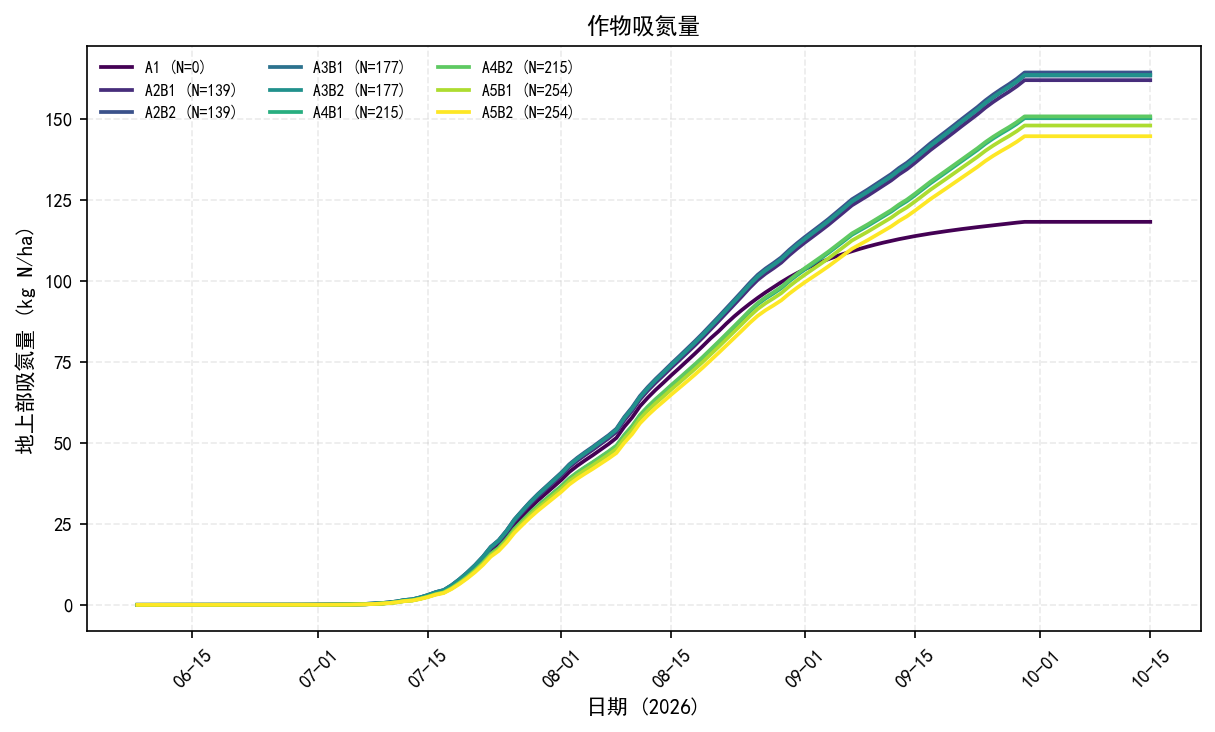 作物吸氮量
A1 (N=0)
A2B1 (N=139)
A2B2 (N=139)
A3B1 (N=177)
A3B2 (N=177)
A4B1 (N=215)
A4B2 (N=215)
A5B1 (N=254)
A5B2 (N=254)
地上部吸氮量 (kg N/ha)
150
125
100
75
50
25
0
06-15
07-01
07-15
08-01
08-15
09-01
09-15
10-01
10-15
日期 (2026)